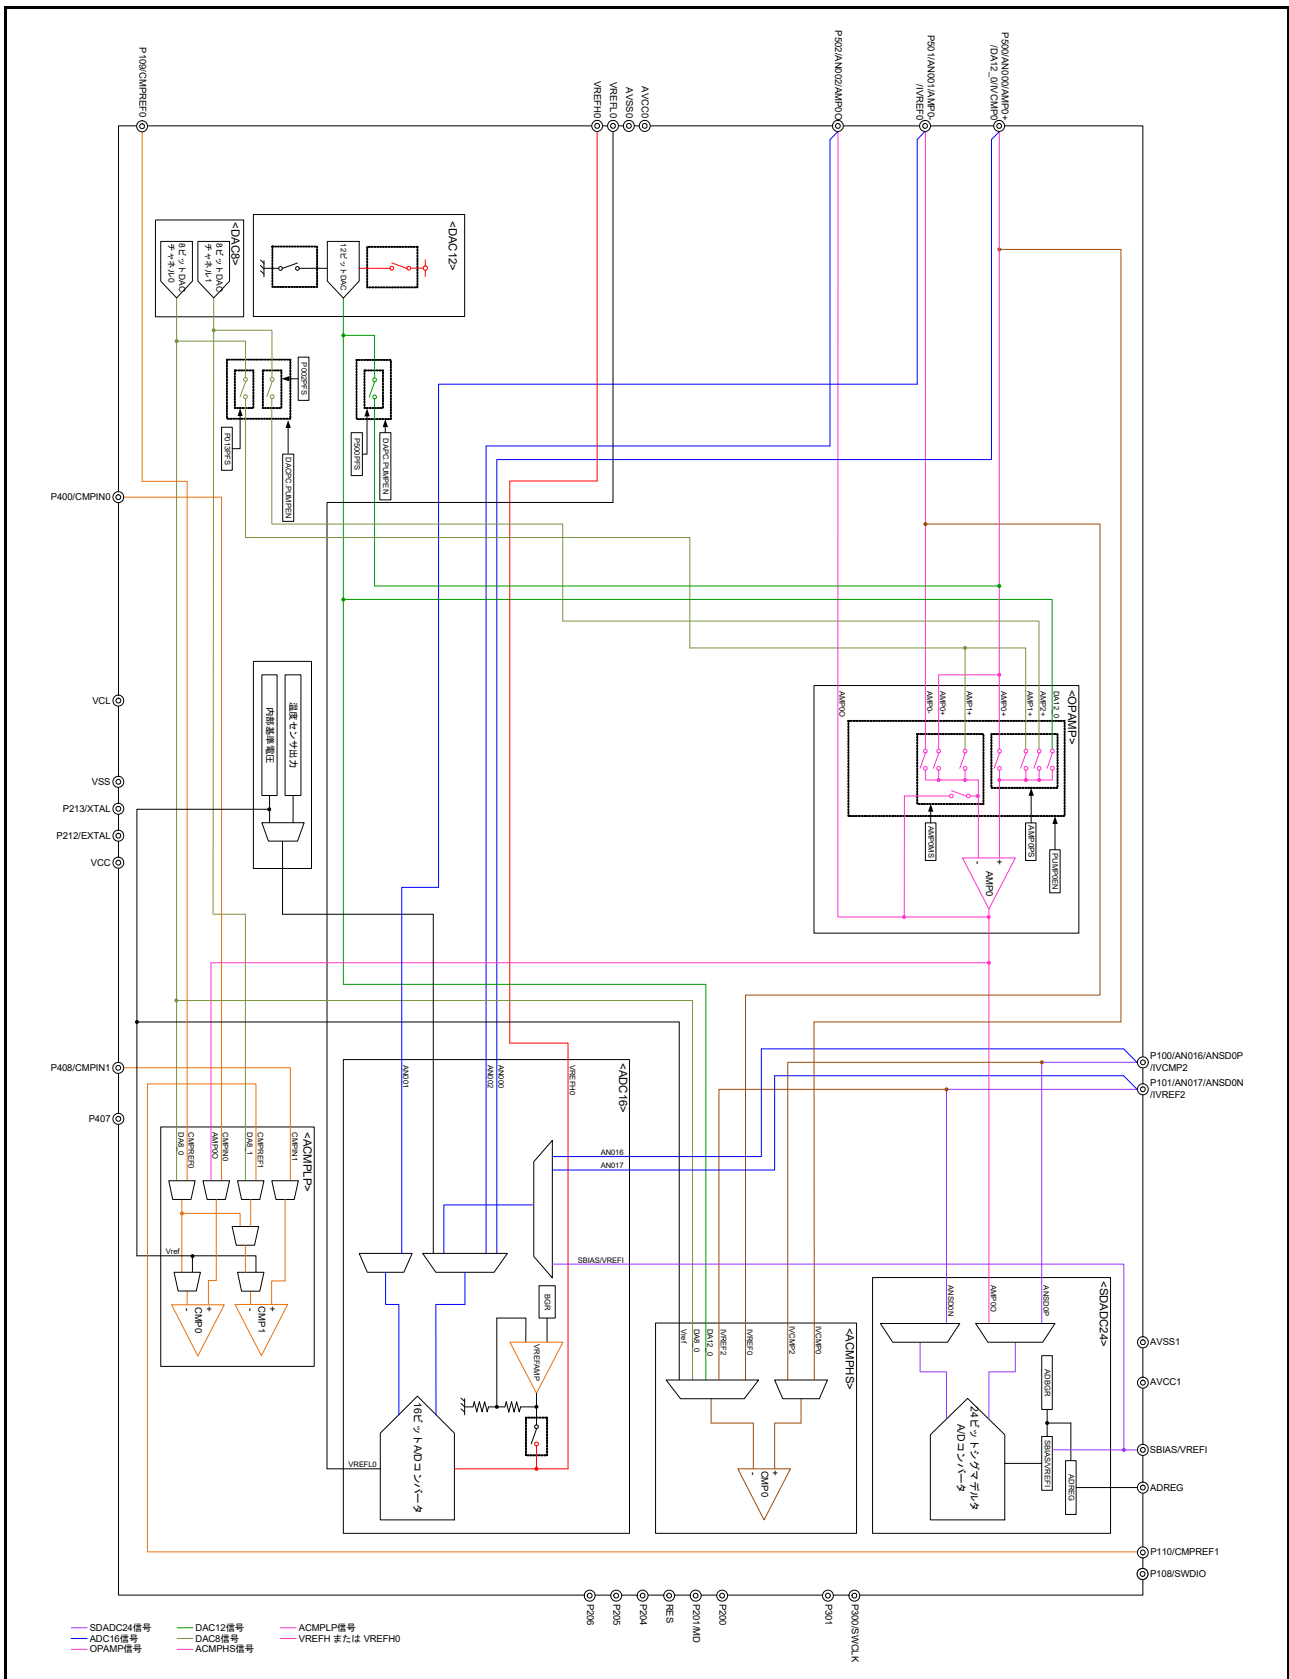 P109/CMPREF0
VREFH0
VREFL0
AVSS0
AVCC0
P502/AN002/AMP0O
P501/AN001/AMP0-
/IVREF0
P500/AN000/AMP0+
/DA12_0/IVCMP0
<DAC8>
8ビットDAC
チャネル1
8ビットDAC
チャネル0
<DAC12>
12ビットDAC
P002PFS
P013PFS
DACPC.PUMPEN
P500PFS
DAPC.PUMPEN
P400/CMPIN0
VCL
VSS
P213/XTAL
P212/EXTAL
VCC
P408/CMPIN1
P407
温度センサ出力
内部基準電圧
<OPAMP>
AMP0O
AMP0-
AMP0+
AMP1+
AMP0+
AMP1+
AMP2+
DA12_0
AMP0MS
AMP0PS
PUMP0EN
-
+
AMP0
P100/AN016/ANSD0P
/IVCMP2
P101/AN017/ANSD0N
/IVREF2
<ACMPLP>
DA8_0
CMPREF0
AMP0O
CMPIN0
DA8_1
CMPREF1
CMPIN1
Vref
-
+
CMP0
-
+
CMP1
<ADC16>
AN001
AN002
AN000
VREFH0
AN016
AN017
SBIAS/VREFI
BGR
VREFAMP
VREFL0
16ビットA/Dコンバータ
<ACMPHS>
Vref
DA8_0
DA12_0
IVREF2
IVREF0
IVCMP2
IVCMP0
-
+
CMP0
<SDADC24>
ANSD0N
AMP0O
ANSD0P
ADBGR
SBIAS/VREFI
ADREG
24ビットシグマデルタ
A/Dコンバータ
AVSS1
AVCC1
SBIAS/VREFI
ADREG
P110/CMPREF1
P108/SWDIO
P206
P205
P204
RES
P201/MD
P200
P301
P300/SWCLK
SDADC24信号
ADC16信号
OPAMP信号
DAC12信号
DAC8信号
ACMPHS信号
ACMPLP信号
VREFH または VREFH0